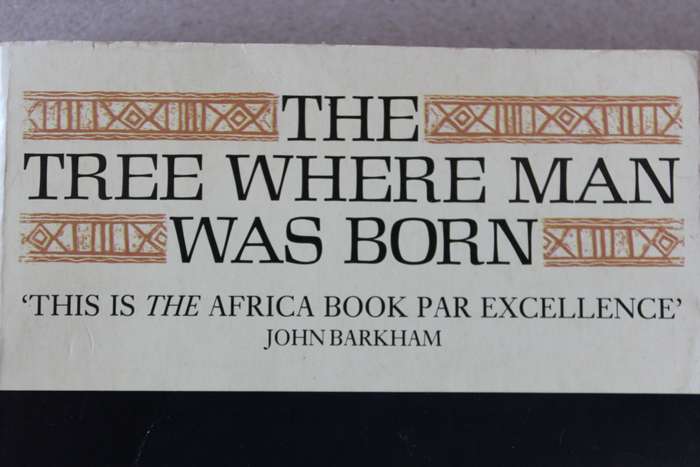 THE
TREE WHERE MAN
WAS BORN
‘THIS IS THE AFRICA BOOK PAR EXCELLENCE’
JOHN BARKHAM